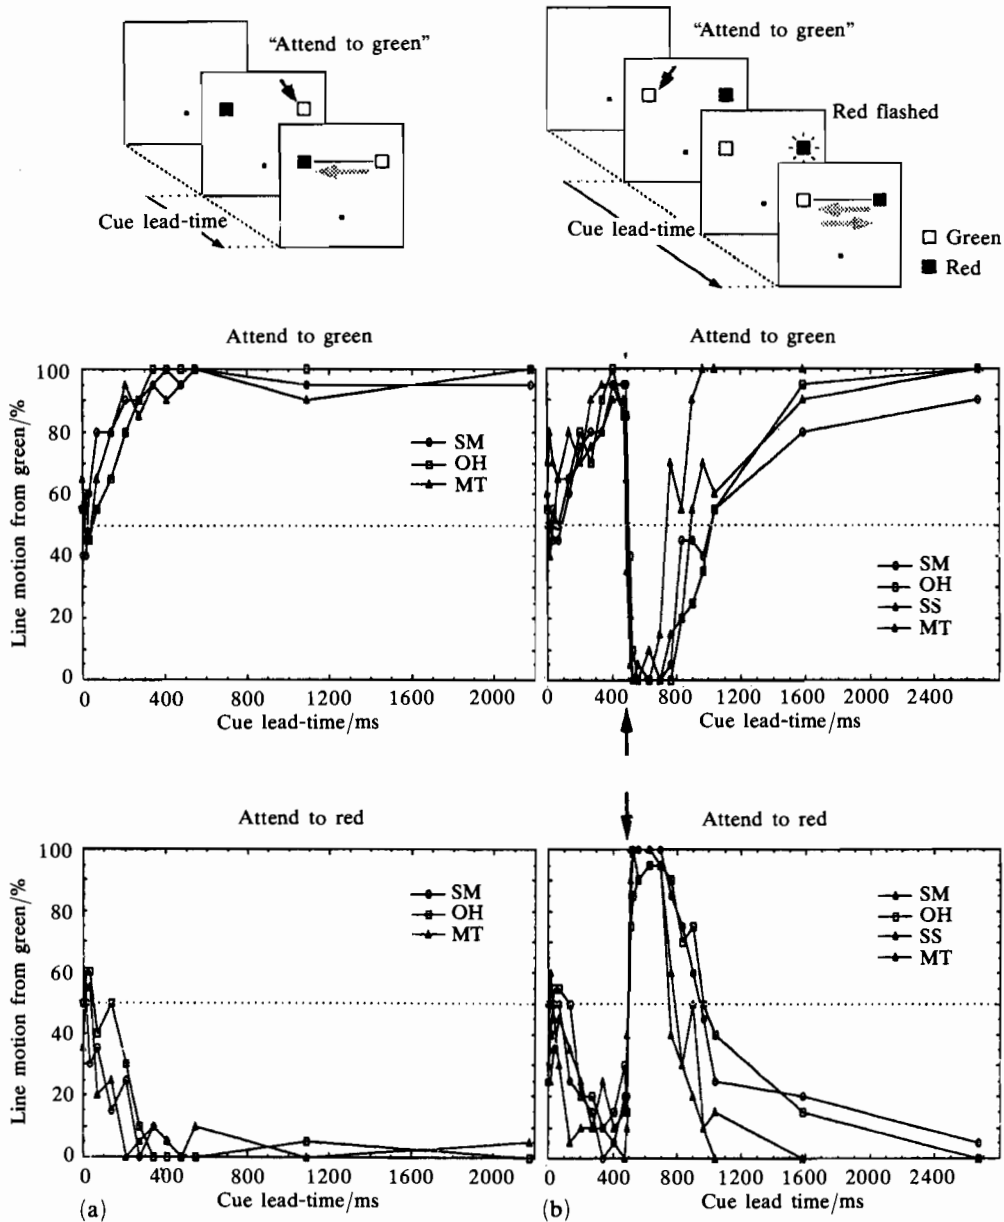 "Attend to green"
Cue lead-time
"Attend to green"
Red flashed
Cue lead-time
Green
Red
Attend to green
Line motion from green/%
100
80
60
40
20
0
SM
OH
MT
0 400 800 1200 1600 2000
Cue lead-time/ms
Attend to green
SM
OH
SS
MT
0 400 800 1200 1600 2000 2400
Cue lead-time/ms
Attend to red
Line motion from green/%
100
80
60
40
20
0
SM
OH
MT
0 400 800 1200 1600 2000
Cue lead-time/ms
(a)
Attend to red
SM
OH
SS
MT
0 400 800 1200 1600 2000 2400
Cue lead time/ms
(b)